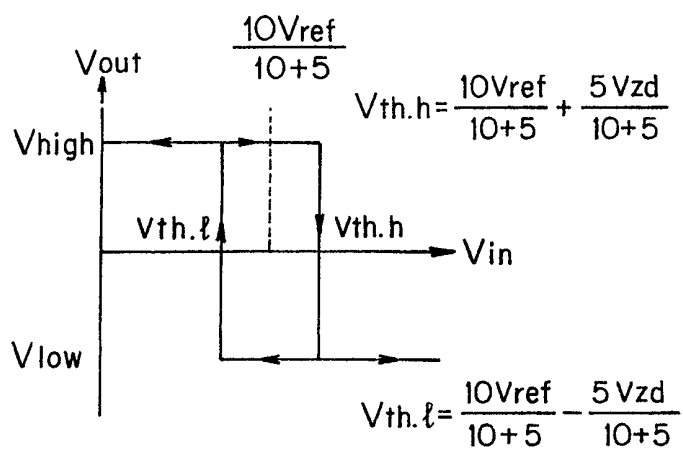 10Vref
10+5
Vout
Vth.h= 10Vref/10+5 + 5Vzd/10+5
Vhigh
Vth.ℓ
Vth.h
Vin
Vlow
Vth.ℓ= 10Vref/10+5 − 5Vzd/10+5